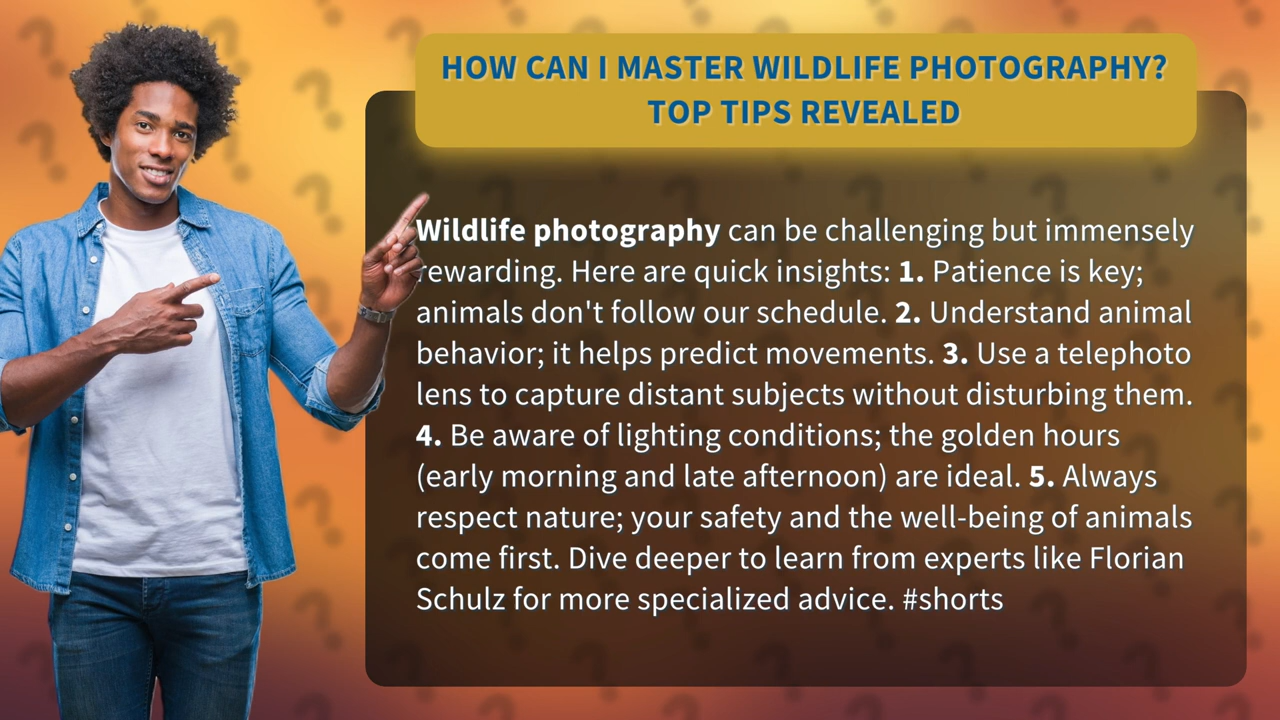 HOW CAN I MASTER WILDLIFE PHOTOGRAPHY?
TOP TIPS REVEALED
Wildlife photography can be challenging but immensely
rewarding. Here are quick insights: 1. Patience is key;
animals don't follow our schedule. 2. Understand animal
behavior; it helps predict movements. 3. Use a telephoto
lens to capture distant subjects without disturbing them.
4. Be aware of lighting conditions; the golden hours
(early morning and late afternoon) are ideal. 5. Always
respect nature; your safety and the well-being of animals
come first. Dive deeper to learn from experts like Florian
Schulz for more specialized advice. #shorts